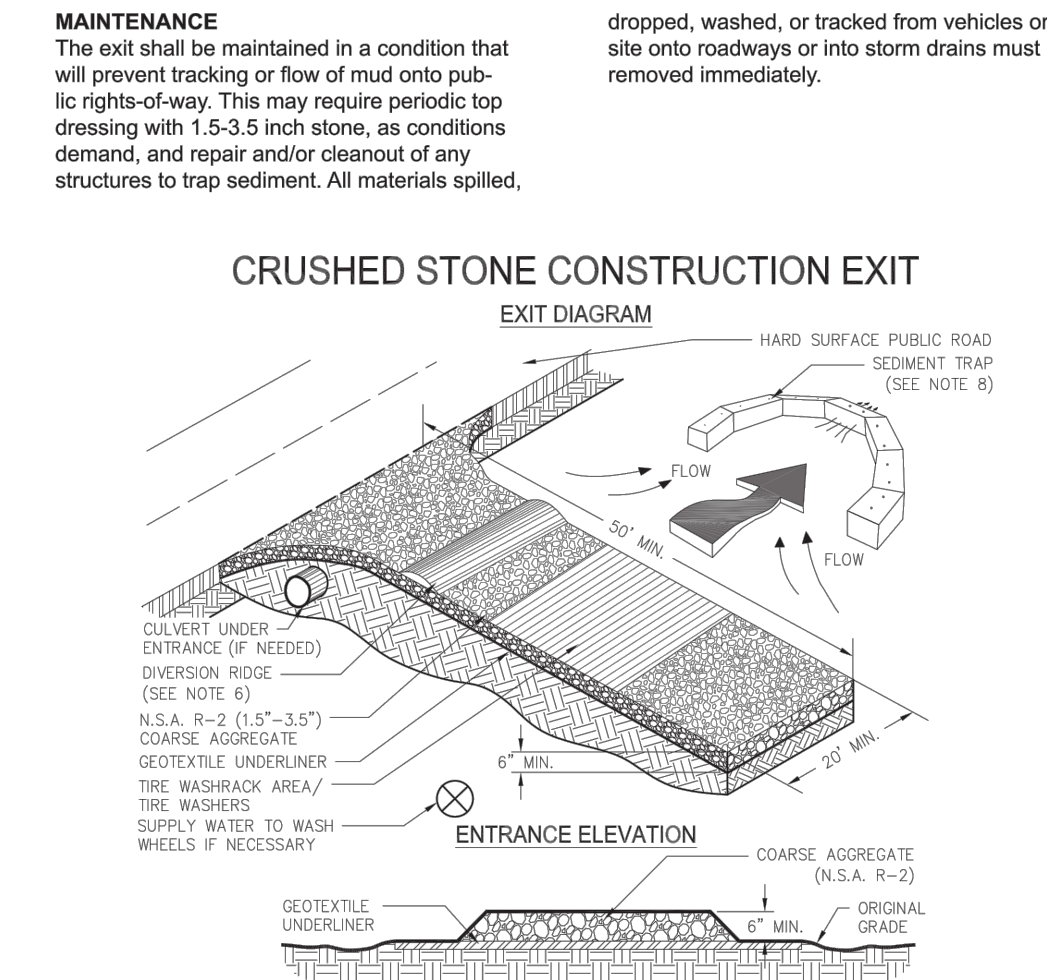 MAINTENANCE
The exit shall be maintained in a condition that
will prevent tracking or flow of mud onto pub-
lic rights-of-way. This may require periodic top
dressing with 1.5-3.5 inch stone, as conditions
demand, and repair and/or cleanout of any
structures to trap sediment. All materials spilled,
dropped, washed, or tracked from vehicles or
site onto roadways or into storm drains must
removed immediately.
CRUSHED STONE CONSTRUCTION EXIT
EXIT DIAGRAM
HARD SURFACE PUBLIC ROAD
SEDIMENT TRAP
(SEE NOTE 8)
FLOW
50' MIN.
FLOW
CULVERT UNDER
ENTRANCE (IF NEEDED)
DIVERSION RIDGE
(SEE NOTE 6)
N.S.A. R-2 (1.5"-3.5")
COARSE AGGREGATE
GEOTEXTILE UNDERLINER
TIRE WASHRACK AREA/
TIRE WASHERS
SUPPLY WATER TO WASH
WHEELS IF NECESSARY
6" MIN.
20' MIN.
ENTRANCE ELEVATION
COARSE AGGREGATE
(N.S.A. R-2)
GEOTEXTILE
UNDERLINER
6" MIN.
ORIGINAL
GRADE